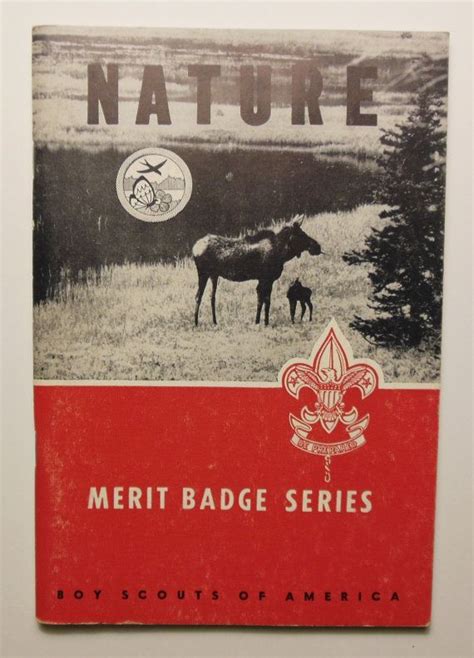 NATURE
MERIT BADGE SERIES
BOY SCOUTS OF AMERICA